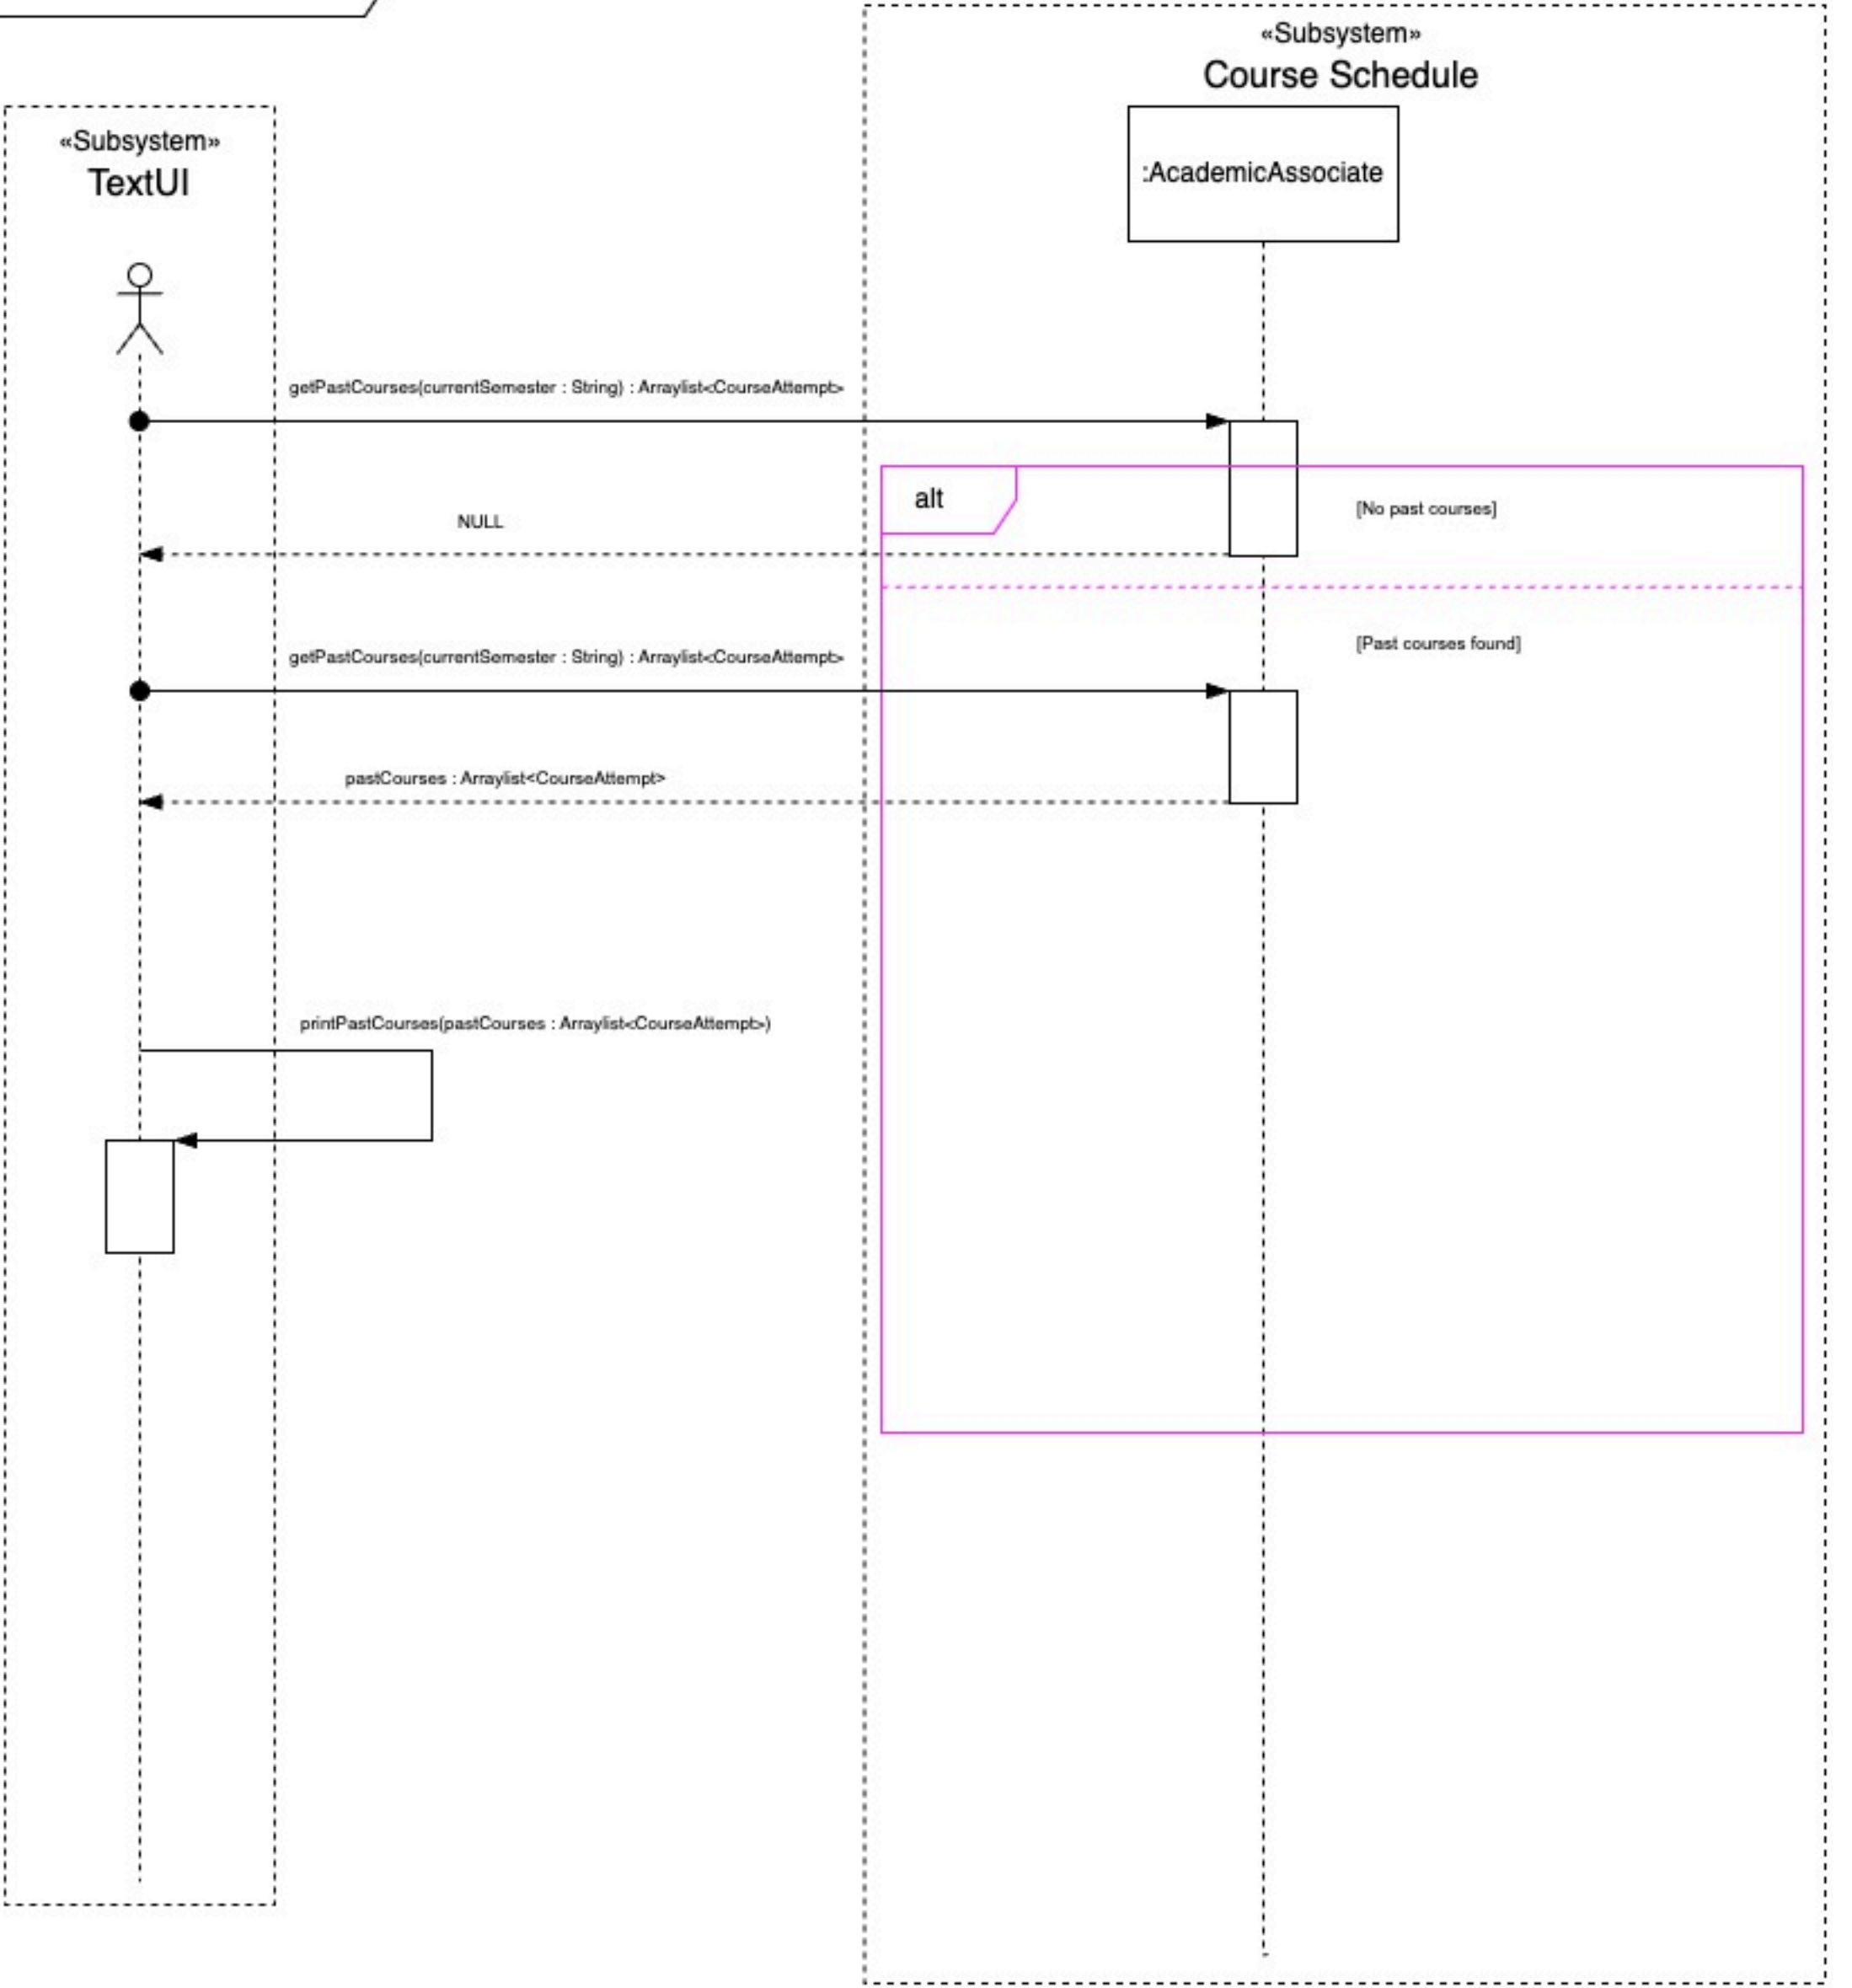 «Subsystem»
Course Schedule
:AcademicAssociate
«Subsystem»
TextUI
getPastCourses(currentSemester : String) : Arraylist<CourseAttempt>
alt
[No past courses]
NULL
[Past courses found]
getPastCourses(currentSemester : String) : Arraylist<CourseAttempt>
pastCourses : Arraylist<CourseAttempt>
printPastCourses(pastCourses : Arraylist<CourseAttempt>)